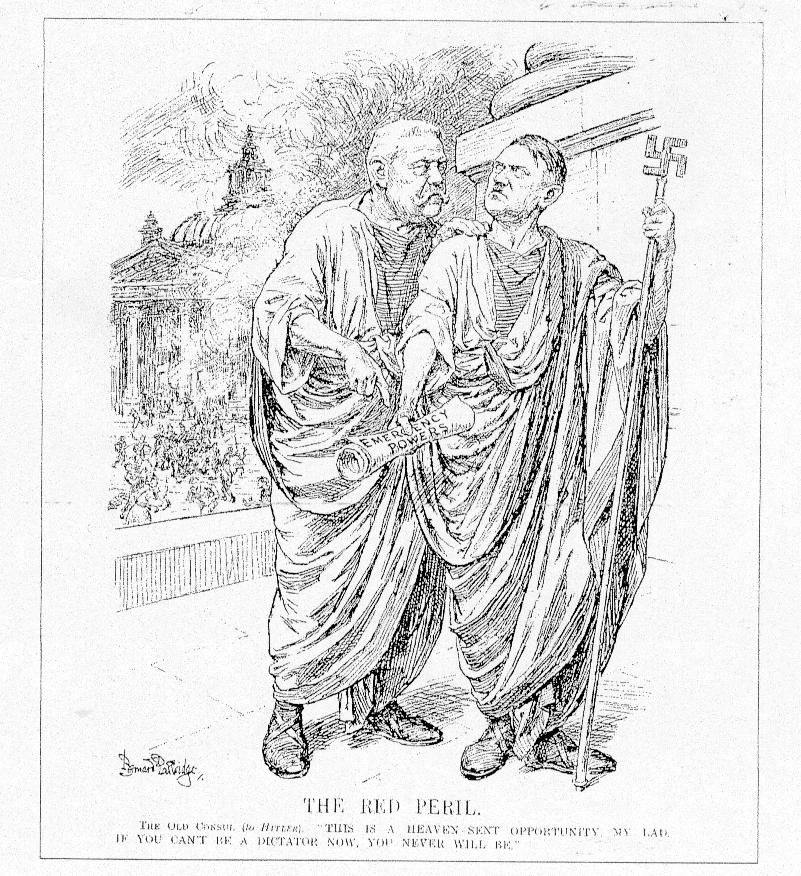 EMERGENCY
POWERS
Bernard Partridge.
THE RED PERIL.
THE OLD CONSUL (to HITLER). "THIS IS A HEAVEN-SENT OPPORTUNITY, MY LAD.
IF YOU CAN'T BE A DICTATOR NOW, YOU NEVER WILL BE."